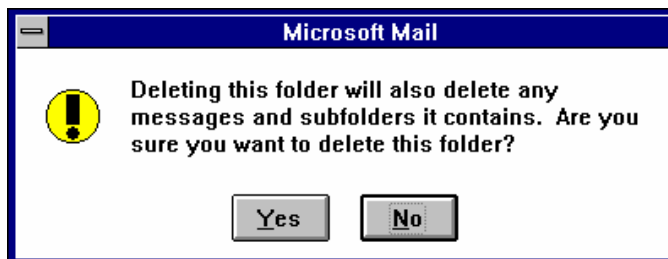 Microsoft Mail
Deleting this folder will also delete any
messages and subfolders it contains.  Are you
sure you want to delete this folder?
Yes No